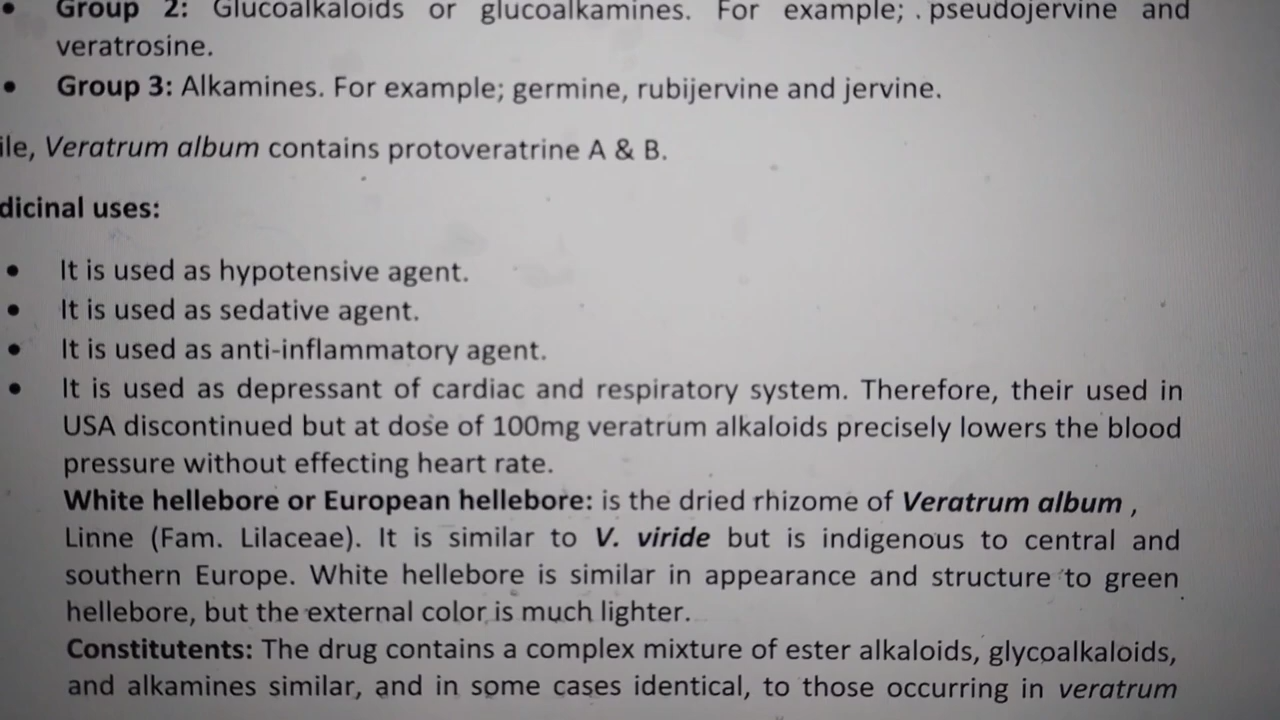 • Group 2: Glucoalkaloids or glucoalkamines. For example; . pseudojervine and
veratrosine.
• Group 3: Alkamines. For example; germine, rubijervine and jervine.
ile, Veratrum album contains protoveratrine A & B.
dicinal uses:
• It is used as hypotensive agent.
• It is used as sedative agent.
• It is used as anti-inflammatory agent.
• It is used as depressant of cardiac and respiratory system. Therefore, their used in
USA discontinued but at dose of 100mg veratrum alkaloids precisely lowers the blood
pressure without effecting heart rate.
White hellebore or European hellebore: is the dried rhizome of Veratrum album ,
Linne (Fam. Lilaceae). It is similar to V. viride but is indigenous to central and
southern Europe. White hellebore is similar in appearance and structure to green
hellebore, but the external color is much lighter.
Constitutents: The drug contains a complex mixture of ester alkaloids, glycoalkaloids,
and alkamines similar, and in some cases identical, to those occurring in veratrum